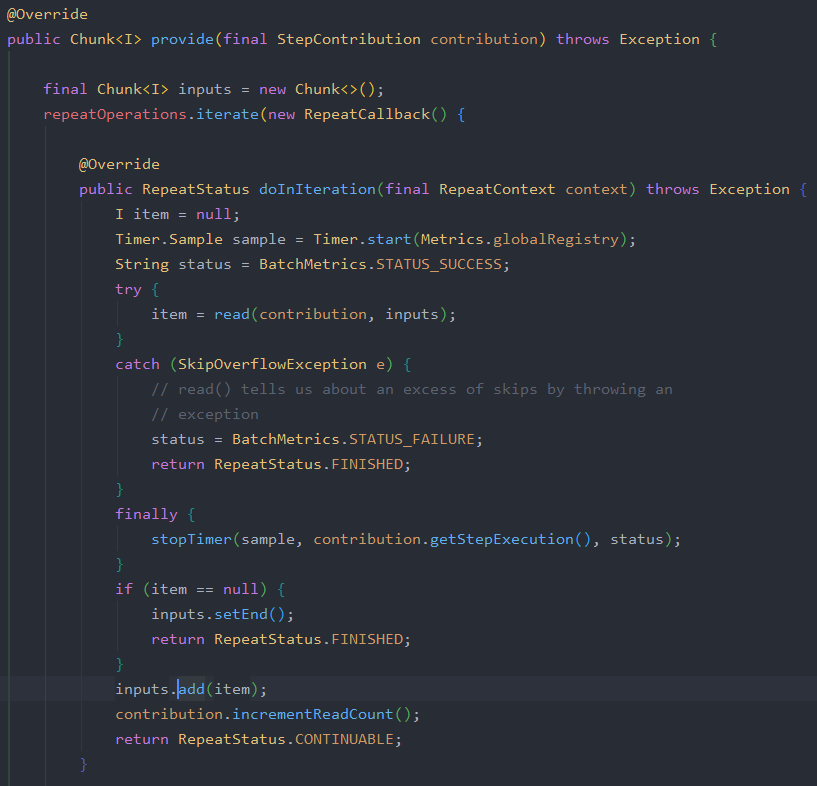 @Override
public Chunk<I> provide(final StepContribution contribution) throws Exception {
final Chunk<I> inputs = new Chunk<>();
repeatOperations.iterate(new RepeatCallback() {
@Override
public RepeatStatus doInIteration(final RepeatContext context) throws Exception {
I item = null;
Timer.Sample sample = Timer.start(Metrics.globalRegistry);
String status = BatchMetrics.STATUS_SUCCESS;
try {
item = read(contribution, inputs);
}
catch (SkipOverflowException e) {
// read() tells us about an excess of skips by throwing an
// exception
status = BatchMetrics.STATUS_FAILURE;
return RepeatStatus.FINISHED;
}
finally {
stopTimer(sample, contribution.getStepExecution(), status);
}
if (item == null) {
inputs.setEnd();
return RepeatStatus.FINISHED;
}
inputs.add(item);
contribution.incrementReadCount();
return RepeatStatus.CONTINUABLE;
}